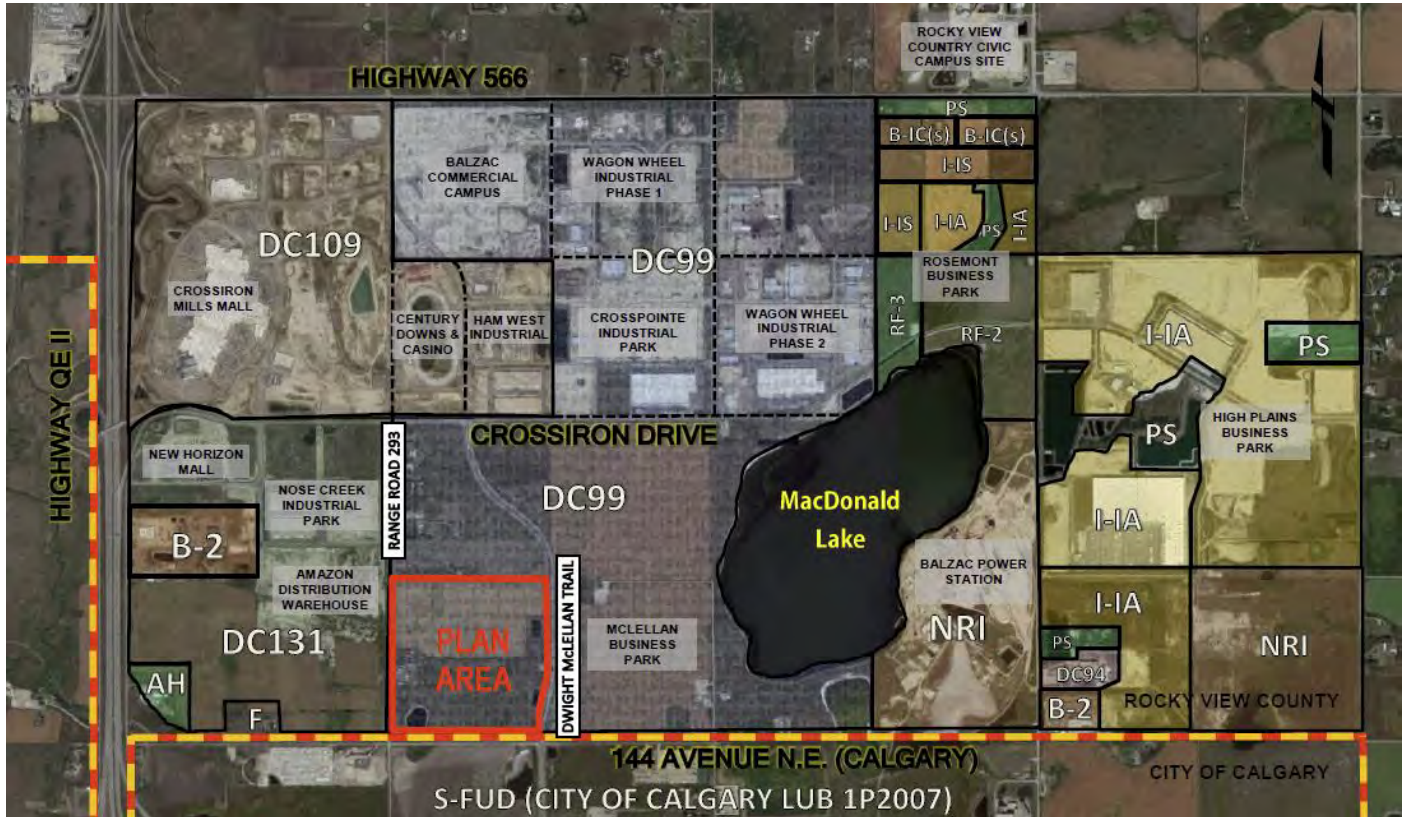 ROCKY VIEW
COUNTRY CIVIC
CAMPUS SITE
HIGHWAY 566
PS
B-IC(s)
B-IC(s)
I-IS
BALZAC
COMMERCIAL
CAMPUS
WAGON WHEEL
INDUSTRIAL
PHASE 1
I-IS
I-IA
PS
I-IA
DC109
DC99
CROSSIRON
MILLS MALL
ROSEMONT
BUSINESS
PARK
CENTURY
DOWNS &
CASINO
HAM WEST
INDUSTRIAL
CROSSPOINTE
INDUSTRIAL
PARK
WAGON WHEEL
INDUSTRIAL
PHASE 2
RF-3
RF-2
I-IA
PS
HIGHWAY QE II
HIGH PLAINS
BUSINESS
PARK
PS
CROSSIRON DRIVE
NEW HORIZON
MALL
RANGE ROAD 293
NOSE CREEK
INDUSTRIAL
PARK
DC99
MacDonald
Lake
I-IA
B-2
AMAZON
DISTRIBUTION
WAREHOUSE
BALZAC POWER
STATION
I-IA
DC131
PLAN
AREA
DWIGHT MCLELLAN TRAIL
MCLELLAN
BUSINESS
PARK
NRI
PS
NRI
AH
DC94
F
B-2
ROCKY VIEW COUNTY
144 AVENUE N.E. (CALGARY)
CITY OF CALGARY
S-FUD (CITY OF CALGARY LUB 1P2007)